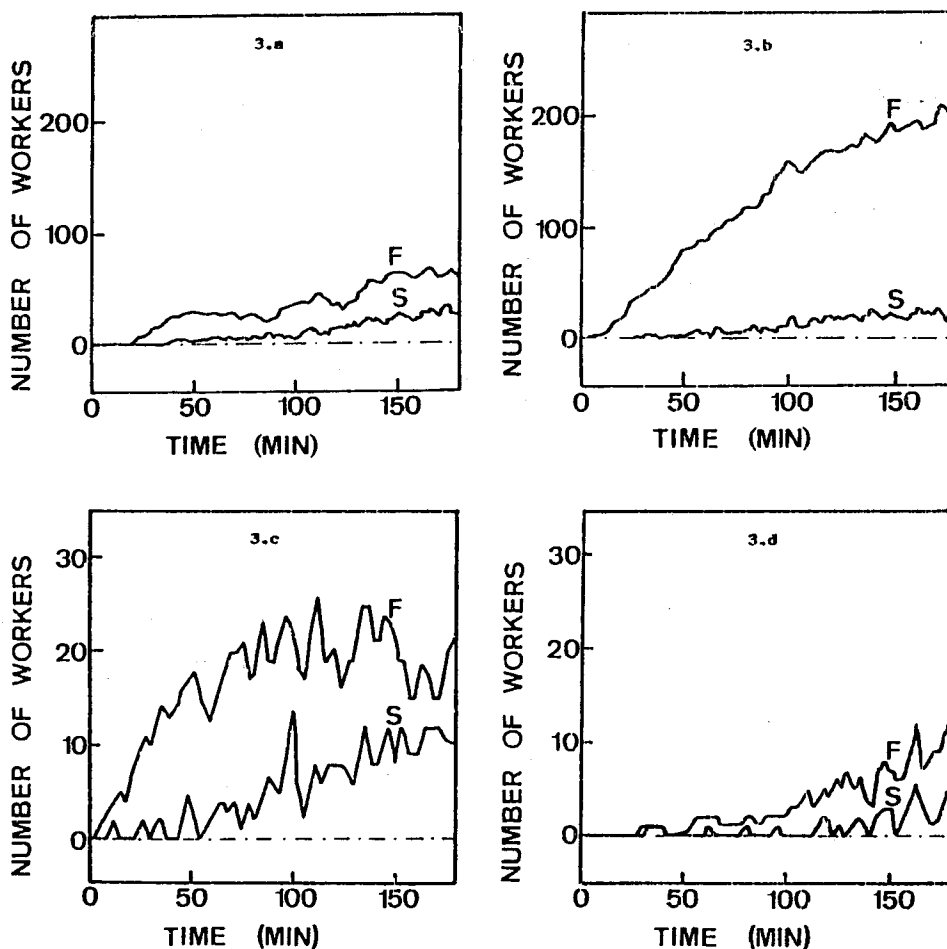 3.a
NUMBER OF WORKERS
200
100
0
F
S
0 50 100 150
TIME (MIN)
3.b
NUMBER OF WORKERS
200
100
0
F
S
0 50 100 150
TIME (MIN)
3.c
NUMBER OF WORKERS
30
20
10
0
F
S
0 50 100 150
TIME (MIN)
3.d
NUMBER OF WORKERS
30
20
10
0
F
S
0 50 100 150
TIME (MIN)